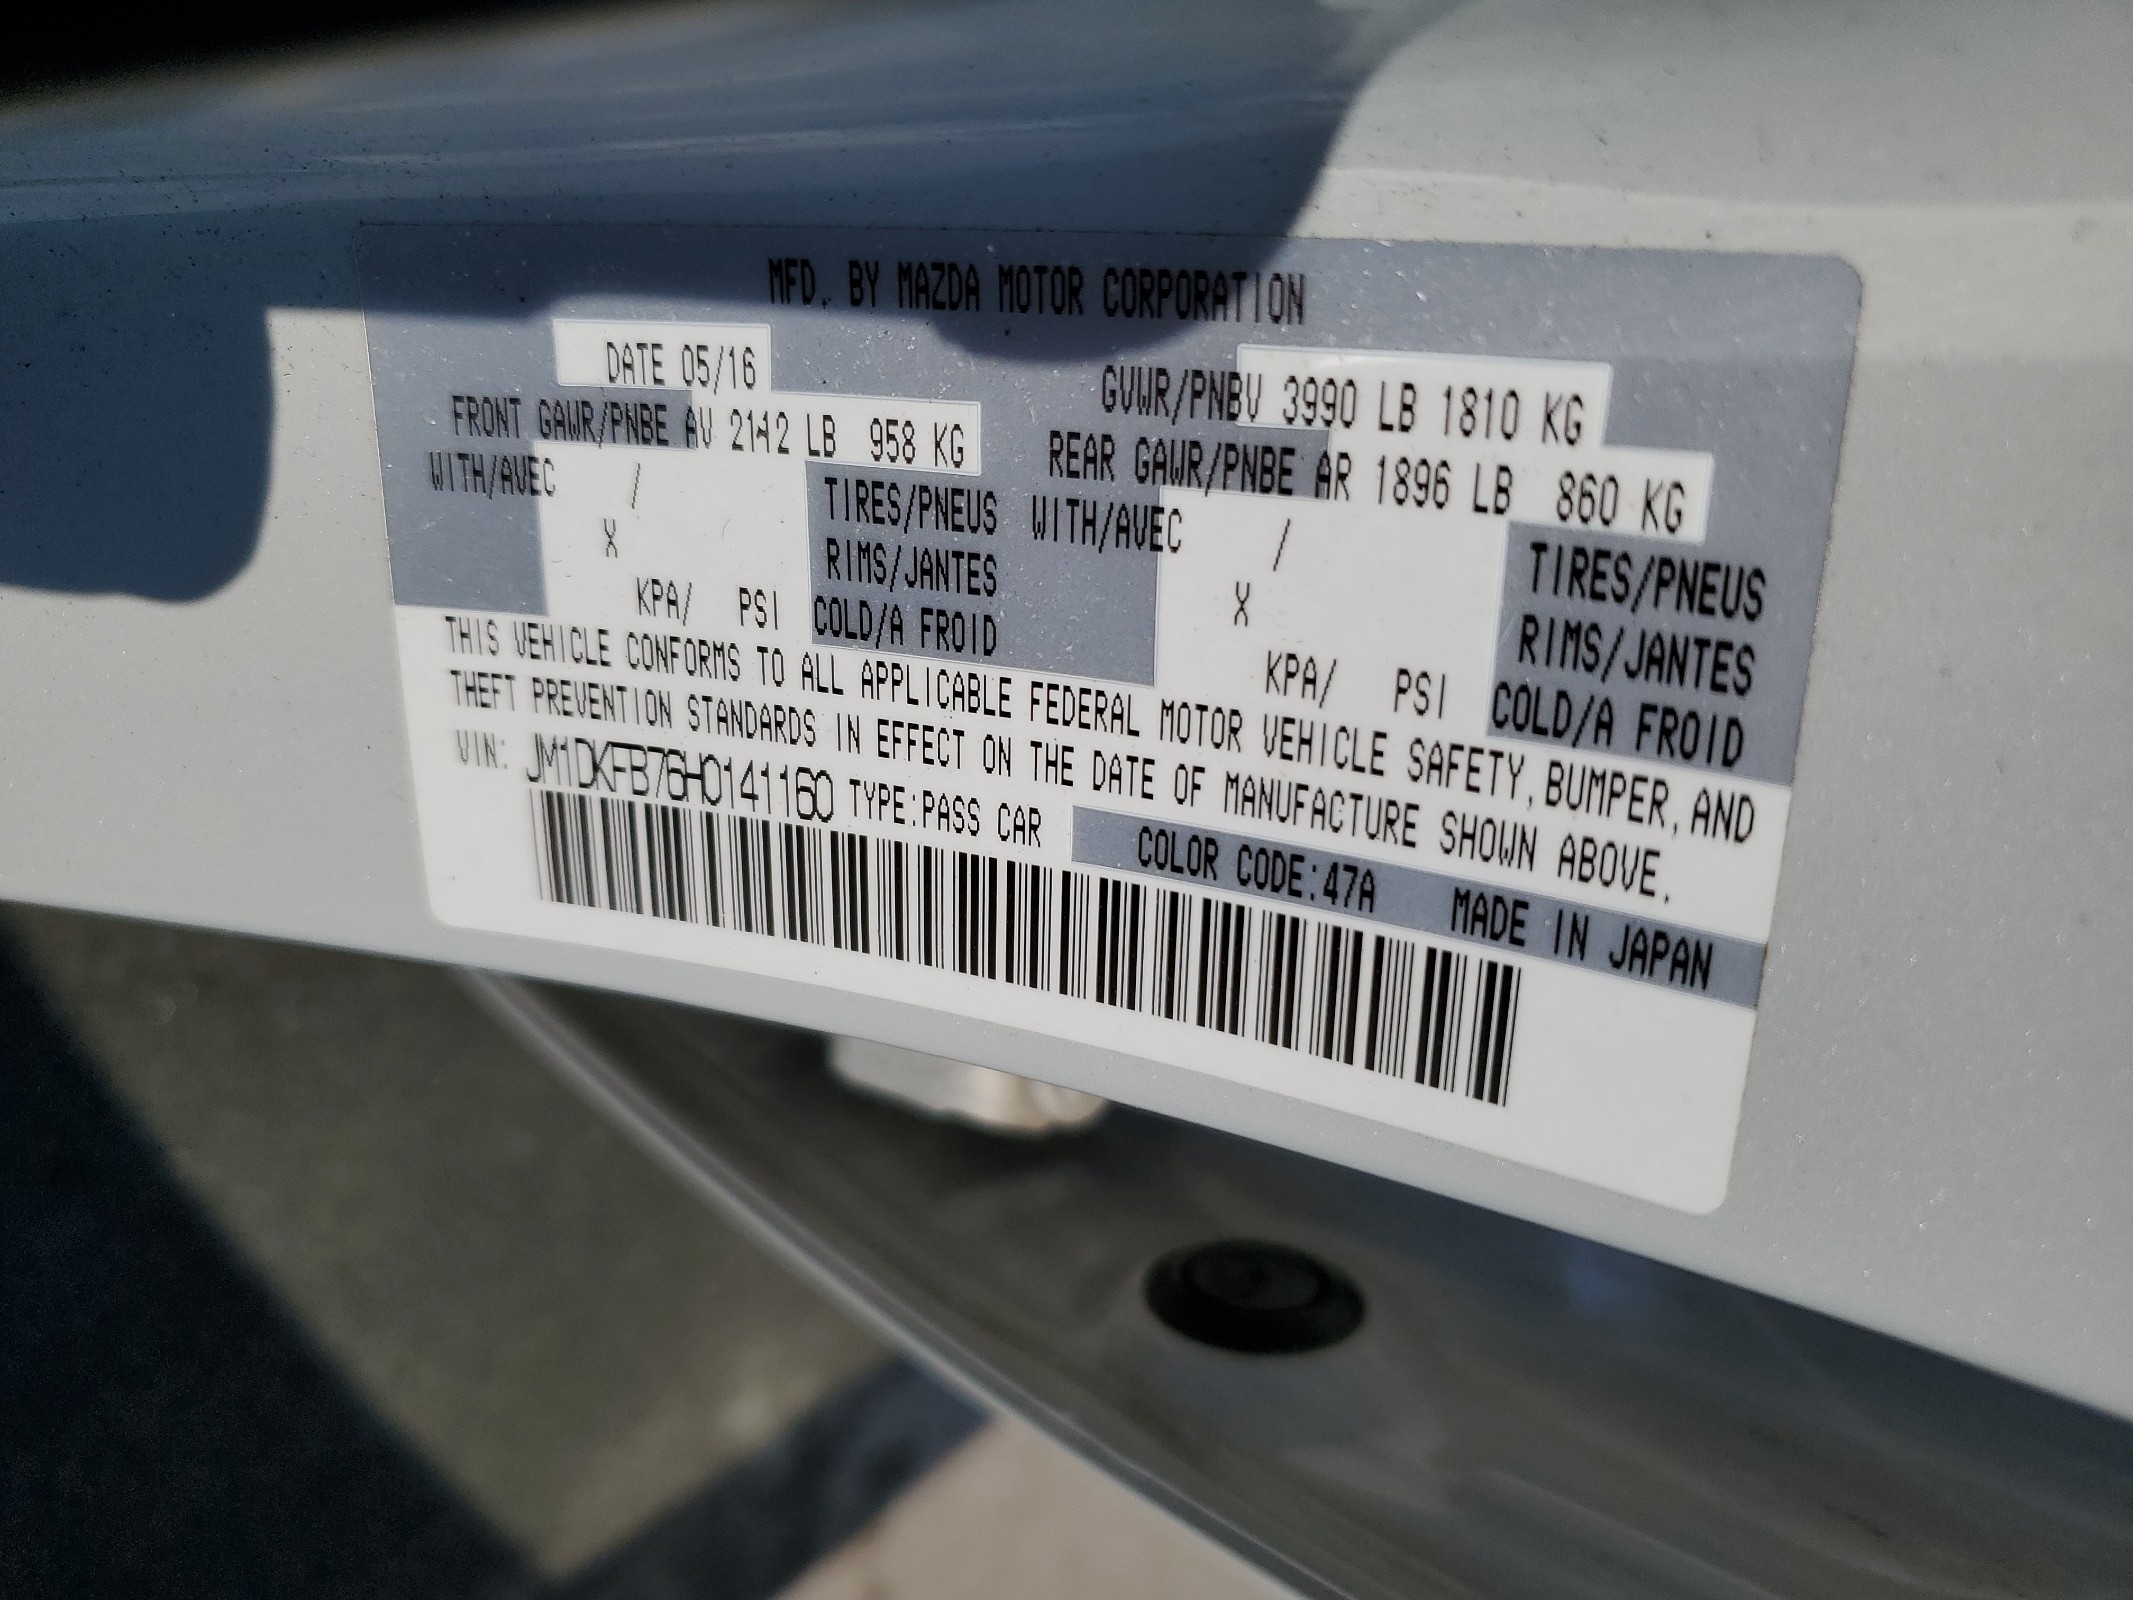 MFD. BY MAZDA MOTOR CORPORATION
DATE 05/16
GVWR/PNBV 3990 LB 1810 KG
FRONT GAWR/PNBE AV 2142 LB 958 KG
REAR GAWR/PNBE AR 1896 LB 860 KG
WITH/AVEC / TIRES/PNEUS
X RIMS/JANTES
KPA/ PSI COLD/A FROID
WITH/AVEC / TIRES/PNEUS
X RIMS/JANTES
KPA/ PSI COLD/A FROID
THIS VEHICLE CONFORMS TO ALL APPLICABLE FEDERAL MOTOR VEHICLE SAFETY, BUMPER, AND
THEFT PREVENTION STANDARDS IN EFFECT ON THE DATE OF MANUFACTURE SHOWN ABOVE.
VIN: JM1DKFB76H0141160 TYPE:PASS CAR
COLOR CODE:47A MADE IN JAPAN